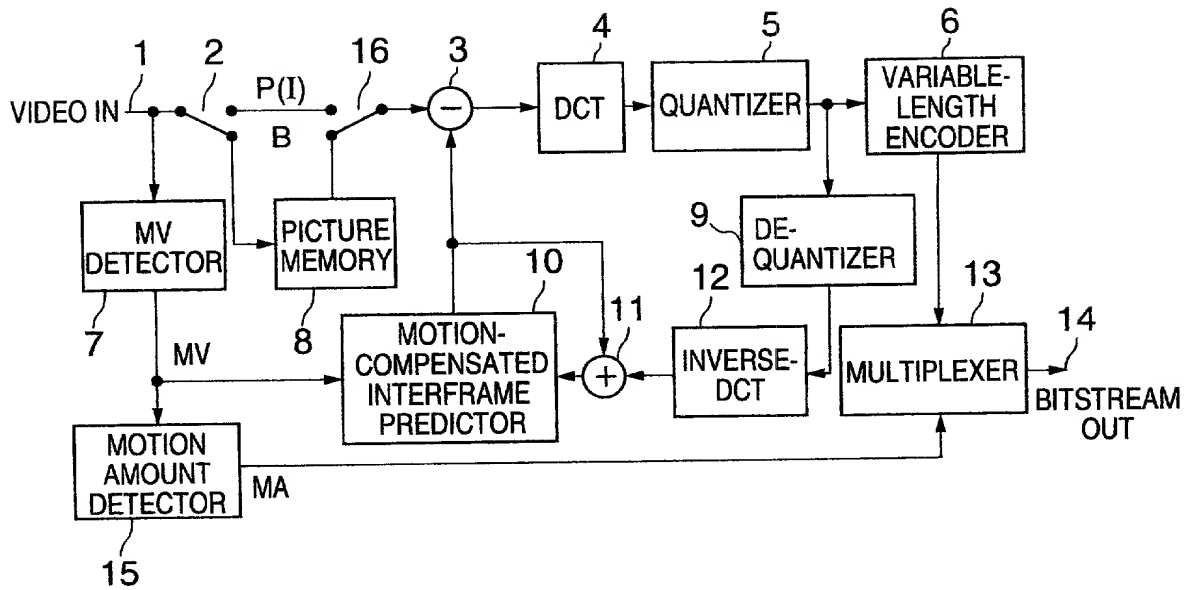 1
2
16
3
4
5
6
VIDEO IN
P(I)
B
−
DCT
QUANTIZER
VARIABLE-
LENGTH
ENCODER
MV
DETECTOR
7
PICTURE
MEMORY
8
9
DE-
QUANTIZER
10
MOTION-
COMPENSATED
INTERFRAME
PREDICTOR
11
+
12
INVERSE-
DCT
13
MULTIPLEXER
14
BITSTREAM
OUT
MV
MOTION
AMOUNT
DETECTOR
MA
15